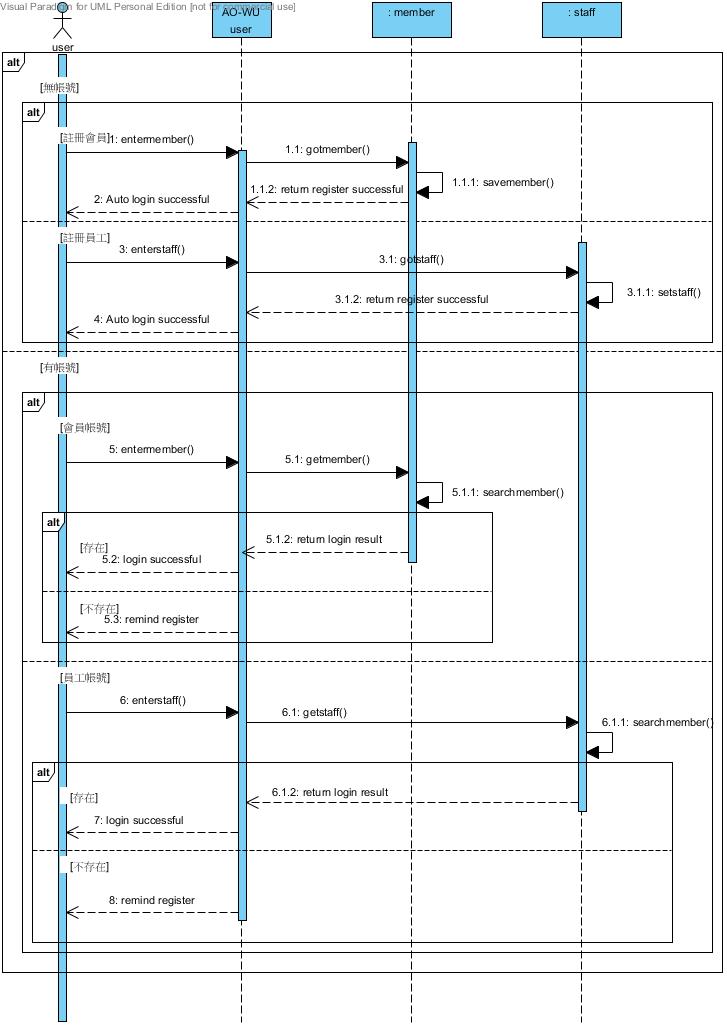 Visual Paradigm for UML Personal Edition [not for commercial use]
user
AO-WU
user
: member
: staff
alt
[無帳號]
alt
[註冊會員]
1: entermember()
1.1: gotmember()
1.1.1: savemember()
1.1.2: return register successful
2: Auto login successful
[註冊員工]
3: enterstaff()
3.1: gotstaff()
3.1.1: setstaff()
3.1.2: return register successful
4: Auto login successful
[有帳號]
alt
[會員帳號]
5: entermember()
5.1: getmember()
5.1.1: searchmember()
alt
5.1.2: return login result
[存在]
5.2: login successful
[不存在]
5.3: remind register
[員工帳號]
6: enterstaff()
6.1: getstaff()
6.1.1: searchmember()
alt
6.1.2: return login result
[存在]
7: login successful
[不存在]
8: remind register